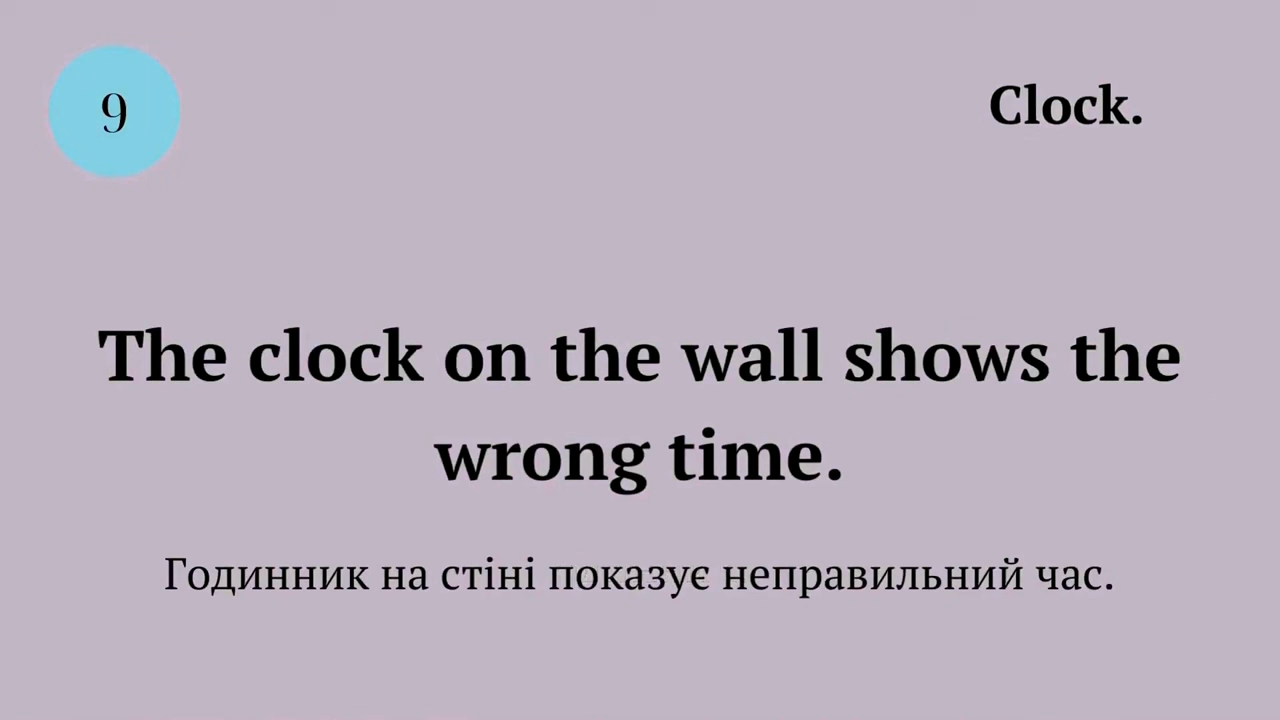 9
Clock.
The clock on the wall shows the
wrong time.
Годинник на стіні показує неправильний час.